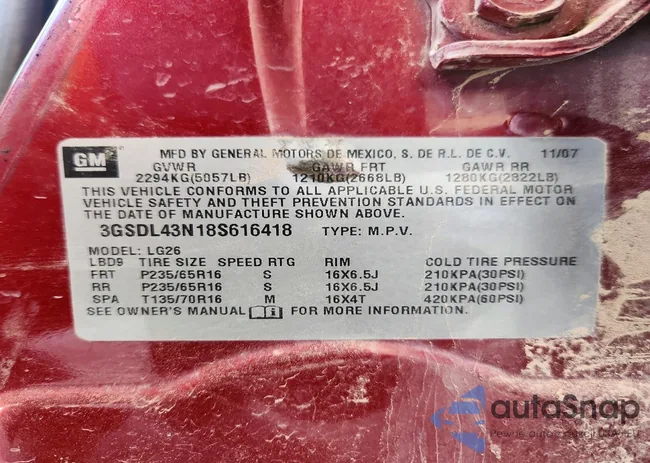 GM
MFD BY GENERAL MOTORS DE MEXICO, S. DE R.L. DE C.V. 11/07
GVWR GAWR FRT GAWR RR
2294KG(5057LB) 1210KG(2668LB) 1280KG(2822LB)
THIS VEHICLE CONFORMS TO ALL APPLICABLE U.S. FEDERAL MOTOR
VEHICLE SAFETY AND THEFT PREVENTION STANDARDS IN EFFECT ON
THE DATE OF MANUFACTURE SHOWN ABOVE.
3GSDL43N18S616418 TYPE: M.P.V.
MODEL: LG26
LBD9 TIRE SIZE SPEED RTG RIM COLD TIRE PRESSURE
FRT P235/65R16 S 16X6.5J 210KPA(30PSI)
RR P235/65R16 S 16X6.5J 210KPA(30PSI)
SPA T135/70R16 M 16X4T 420KPA(60PSI)
SEE OWNER'S MANUAL FOR MORE INFORMATION.
autoSnap